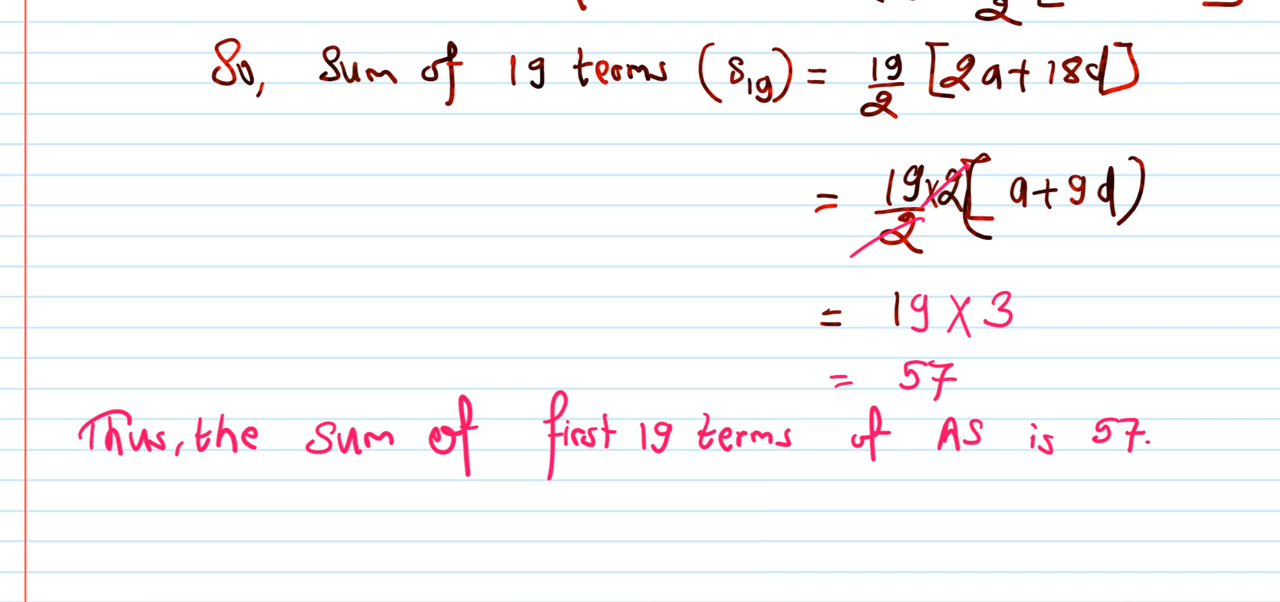 So, Sum of 19 terms (S₁₉) = 19/2 [2a + 18d]
= 19×2/2 [a + 9d)
= 19 × 3
= 57
Thus, the sum of first 19 terms of AS is 57.